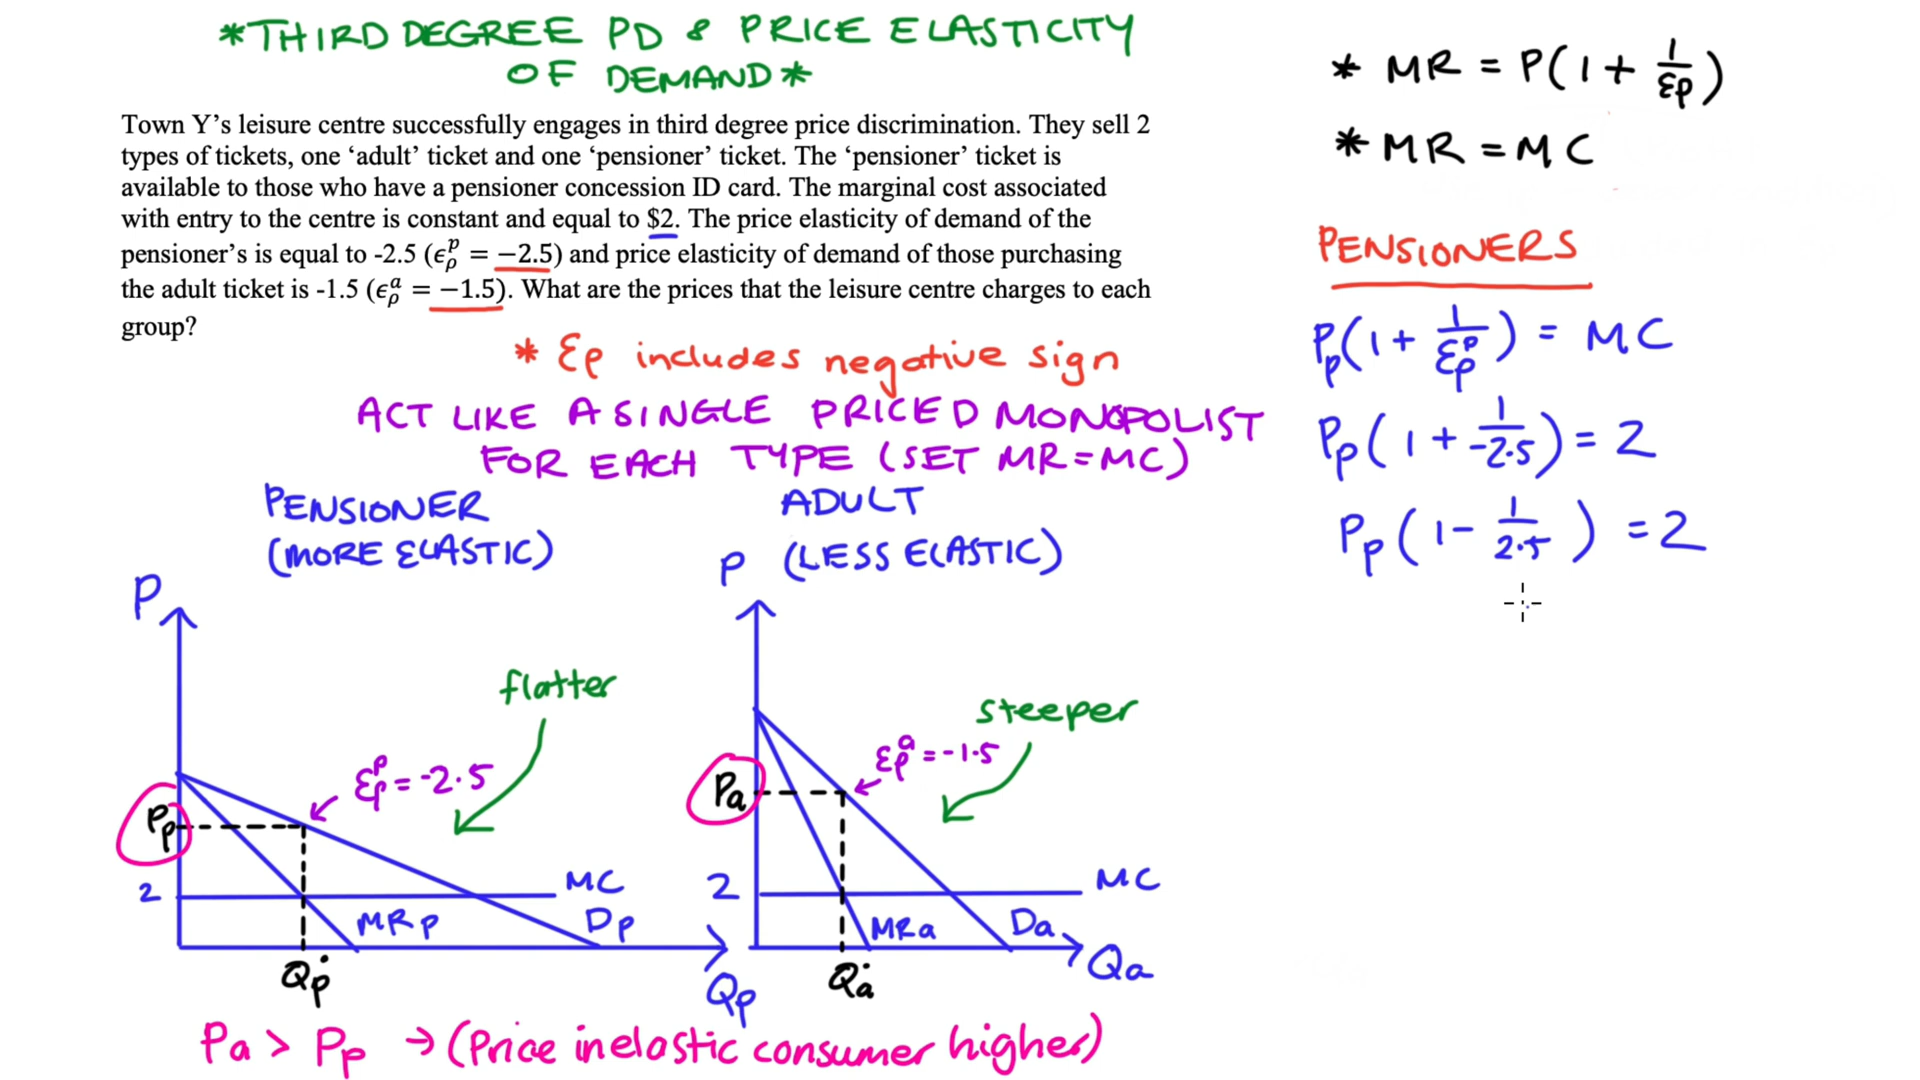 *THIRD DEGREE PD & PRICE ELASTICITY
OF DEMAND*
Town Y’s leisure centre successfully engages in third degree price discrimination. They sell 2
types of tickets, one ‘adult’ ticket and one ‘pensioner’ ticket. The ‘pensioner’ ticket is
available to those who have a pensioner concession ID card. The marginal cost associated
with entry to the centre is constant and equal to $2. The price elasticity of demand of the
pensioner’s is equal to -2.5 (ϵ_ρ^p = −2.5) and price elasticity of demand of those purchasing
the adult ticket is -1.5 (ϵ_ρ^a = −1.5). What are the prices that the leisure centre charges to each
group?
* Ɛp includes negative sign
ACT LIKE A SINGLE PRICED MONOPOLIST
FOR EACH TYPE (SET MR=MC)
PENSIONER
(MORE ELASTIC)
P
flatter
Ɛ_p^p = -2.5
Pp
2
MC
MRp
Dp
Qp*
Qp
ADULT
(LESS ELASTIC)
P
steeper
Ɛ_p^a = -1.5
Pa
2
MC
MRa
Da
Qa*
Qa
Pa > Pp → (Price inelastic consumer higher)
* MR = P(1 + 1/Ɛp)
* MR = MC
PENSIONERS
Pp(1 + 1/Ɛ_p^p) = MC
Pp(1 + 1/-2.5) = 2
Pp(1 - 1/2.5) = 2